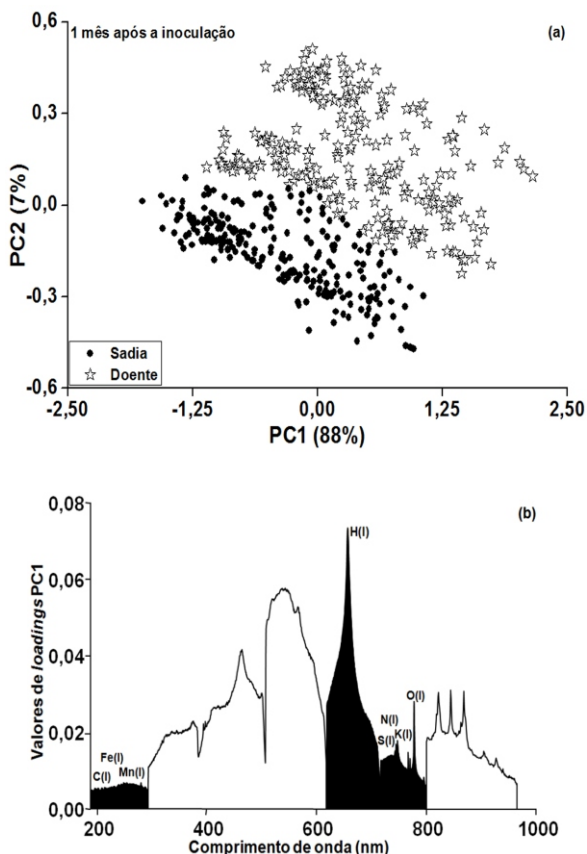 1 mês após a inoculação
(a)
0,6
0,3
0,0
-0,3
-0,6
PC2 (7%)
Sadia
Doente
-2,50
-1,25
0,00
1,25
2,50
PC1 (88%)
(b)
0,08
0,06
0,04
0,02
0,00
Valores de loadings PC1
H(I)
O(I)
N(I)
K(I)
S(I)
Fe(I)
C(I)
Mn(I)
200
400
600
800
1000
Comprimento de onda (nm)